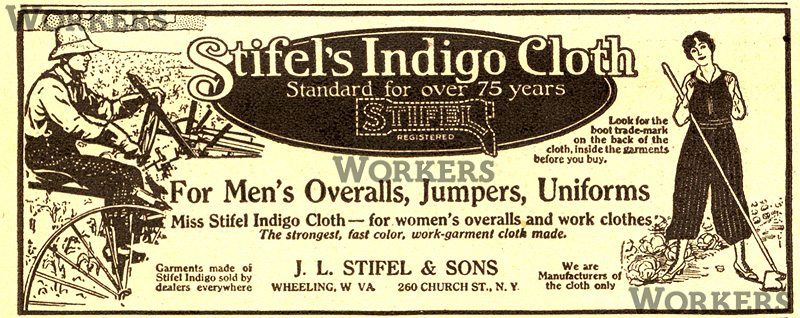 WORKERS
Stifel's Indigo Cloth
Standard for over 75 years
STIFEL
REGISTERED
Look for the
boot trade-mark
on the back of the
cloth, inside the garments
before you buy.
WORKERS
For Men's Overalls, Jumpers, Uniforms
Miss Stifel Indigo Cloth — for women's overalls and work clothes
The strongest, fast color, work-garment cloth made.
WORKERS
Garments made of
Stifel Indigo sold by
dealers everywhere
J. L. STIFEL & SONS
WHEELING, W VA 260 CHURCH ST., N. Y.
We are
Manufacturers of
the cloth only
WORKERS